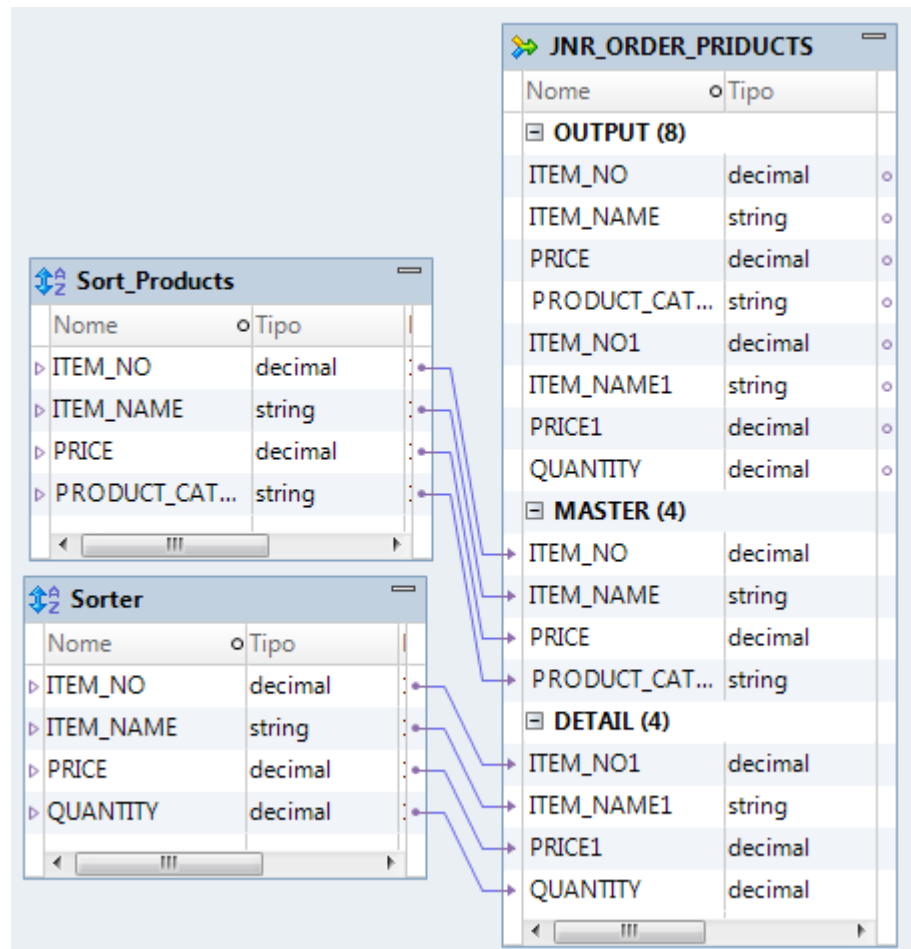 Sort_Products
Nome Tipo
ITEM_NO decimal
ITEM_NAME string
PRICE decimal
PRODUCT_CAT... string
Sorter
Nome Tipo
ITEM_NO decimal
ITEM_NAME string
PRICE decimal
QUANTITY decimal
JNR_ORDER_PRIDUCTS
Nome Tipo
OUTPUT (8)
ITEM_NO decimal
ITEM_NAME string
PRICE decimal
PRODUCT_CAT... string
ITEM_NO1 decimal
ITEM_NAME1 string
PRICE1 decimal
QUANTITY decimal
MASTER (4)
ITEM_NO decimal
ITEM_NAME string
PRICE decimal
PRODUCT_CAT... string
DETAIL (4)
ITEM_NO1 decimal
ITEM_NAME1 string
PRICE1 decimal
QUANTITY decimal